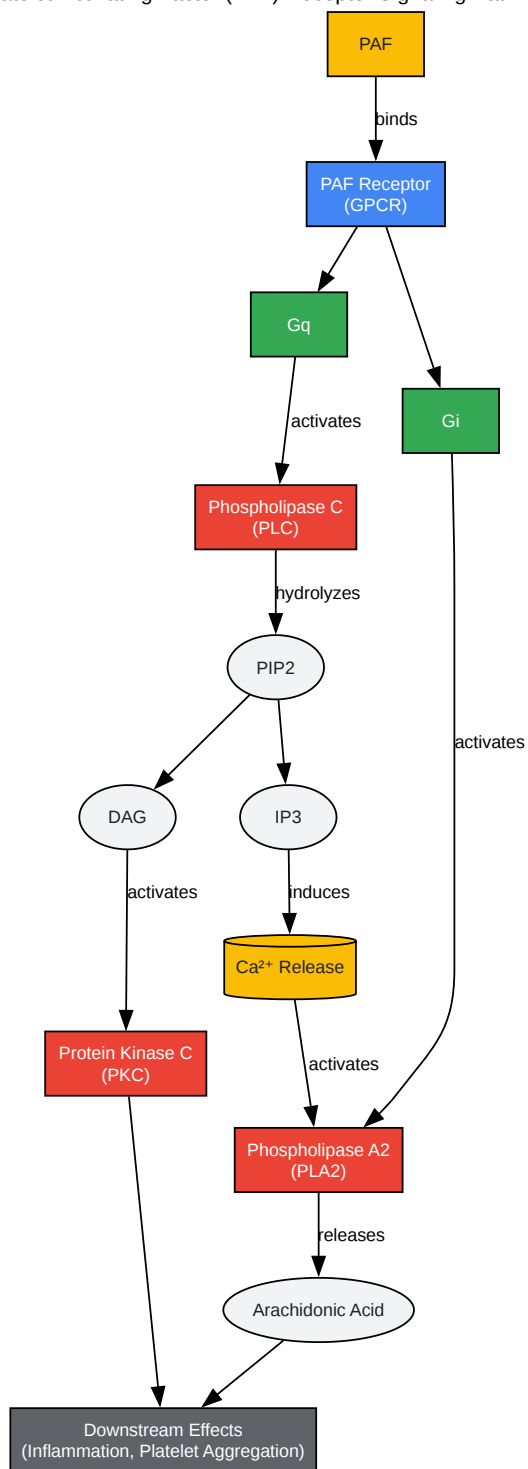 PAF
binds
PAF Receptor
(GPCR)
Gq
Gi
activates
Phospholipase C
(PLC)
hydrolyzes
PIP2
activates
DAG
IP3
activates
induces
Ca²⁺ Release
Protein Kinase C
(PKC)
activates
Phospholipase A2
(PLA2)
releases
Arachidonic Acid
Downstream Effects
(Inflammation, Platelet Aggregation)